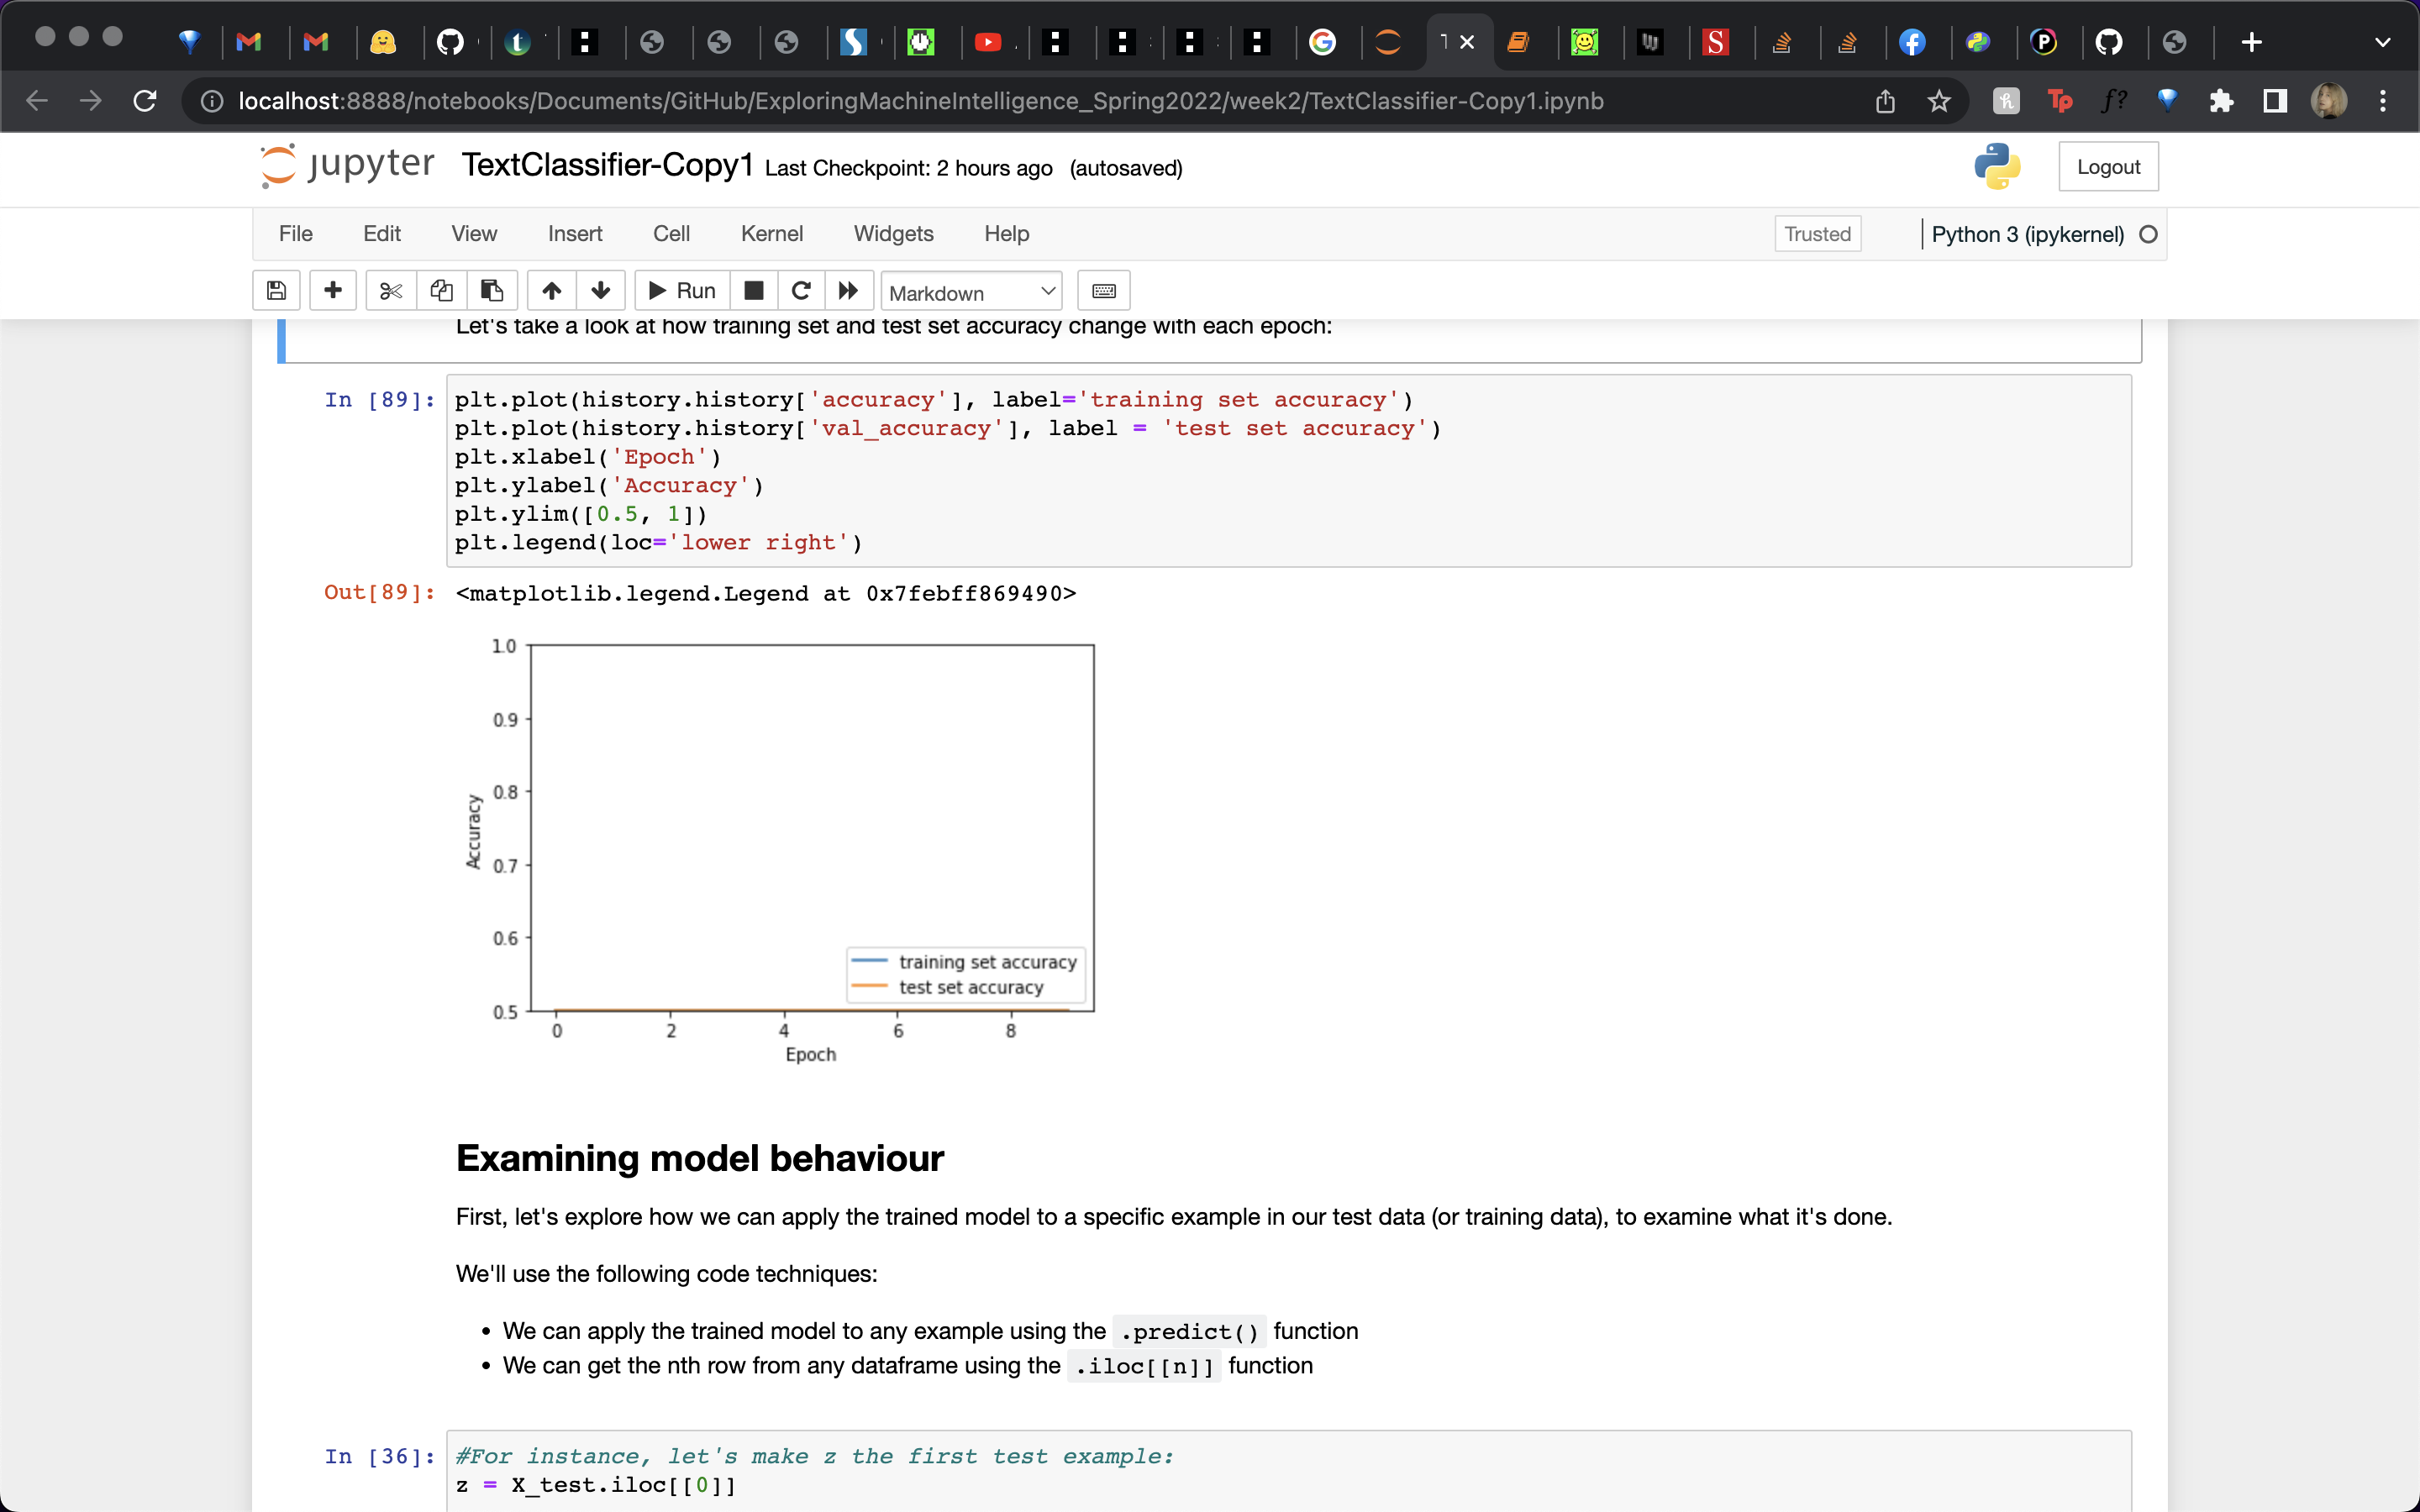 localhost:8888/notebooks/Documents/GitHub/ExploringMachineIntelligence_Spring2022/week2/TextClassifier-Copy1.ipynb
jupyter TextClassifier-Copy1 Last Checkpoint: 2 hours ago (autosaved)
Logout
File Edit View Insert Cell Kernel Widgets Help
Trusted
Python 3 (ipykernel)
Run
Markdown
Let's take a look at how training set and test set accuracy change with each epoch:
In [89]:
plt.plot(history.history['accuracy'], label='training set accuracy')
plt.plot(history.history['val_accuracy'], label = 'test set accuracy')
plt.xlabel('Epoch')
plt.ylabel('Accuracy')
plt.ylim([0.5, 1])
plt.legend(loc='lower right')
Out[89]: <matplotlib.legend.Legend at 0x7febff869490>
1.0
0.9
0.8
0.7
0.6
0.5
Accuracy
training set accuracy
test set accuracy
0 2 4 6 8
Epoch
Examining model behaviour
First, let's explore how we can apply the trained model to a specific example in our test data (or training data), to examine what it's done.
We'll use the following code techniques:
• We can apply the trained model to any example using the .predict() function
• We can get the nth row from any dataframe using the .iloc[[n]] function
In [36]:
#For instance, let's make z the first test example:
z = X_test.iloc[[0]]